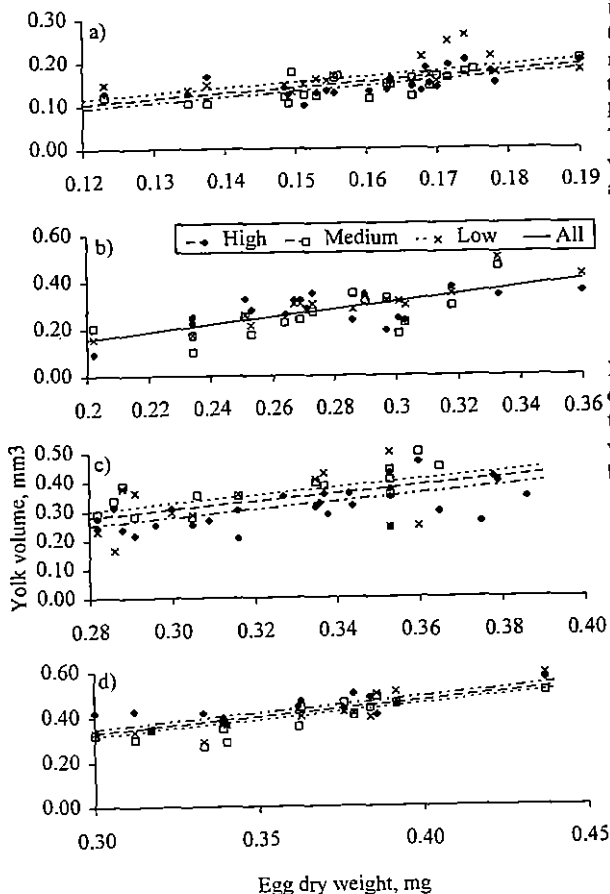 a)
0.30
0.20
0.10
0.00
0.12 0.13 0.14 0.15 0.16 0.17 0.18 0.19
b)
High Medium Low All
0.60
0.40
0.20
0.00
0.2 0.22 0.24 0.26 0.28 0.3 0.32 0.34 0.36
c)
0.50
0.40
0.30
0.20
0.10
0.00
0.28 0.30 0.32 0.34 0.36 0.38 0.40
Yolk volume, mm3
d)
0.60
0.40
0.20
0.00
0.30 0.35 0.40 0.45
Egg dry weight, mg